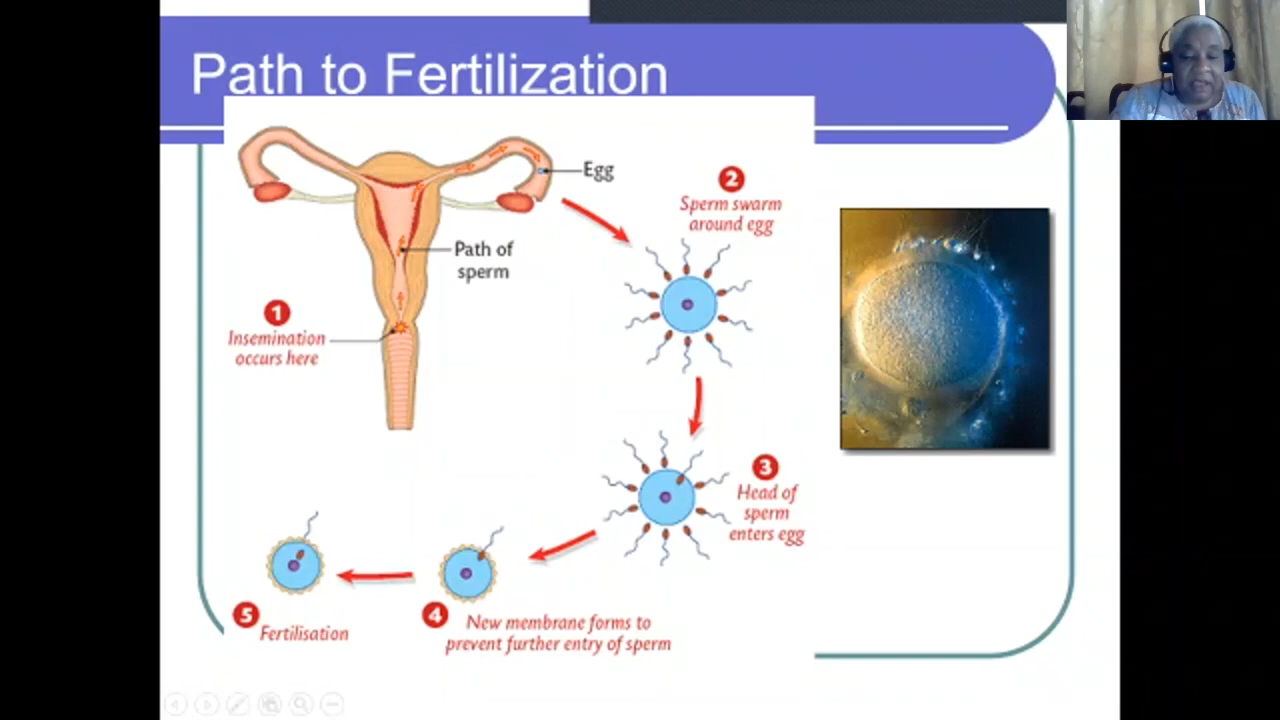 Path to Fertilization
Egg
Path of
sperm
1
Insemination
occurs here
2
Sperm swarm
around egg
3
Head of
sperm
enters egg
4
New membrane forms to
prevent further entry of sperm
5
Fertilisation